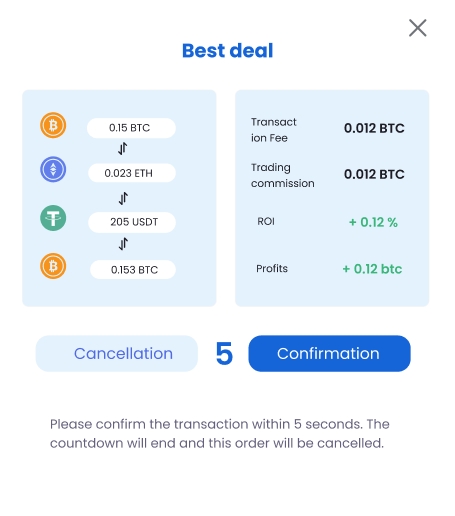 Best deal
0.15 BTC
0.023 ETH
205 USDT
0.153 BTC
Transact
ion Fee
0.012 BTC
Trading
commission
0.012 BTC
ROI
+ 0.12 %
Profits
+ 0.12 btc
Cancellation
5
Confirmation
Please confirm the transaction within 5 seconds. The
countdown will end and this order will be cancelled.